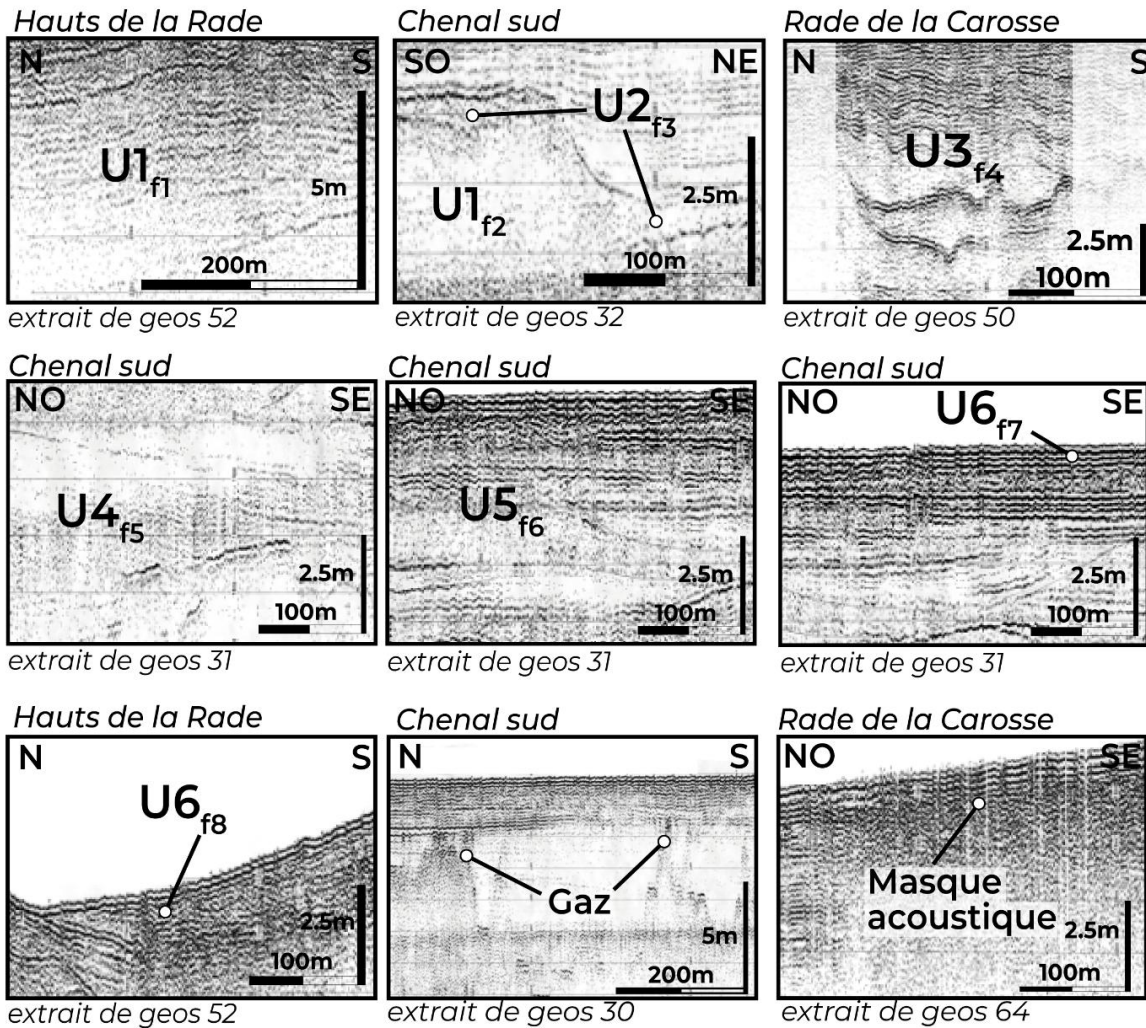 Hauts de la Rade
N S
U1f1
5m
200m
extrait de geos 52
Chenal sud
SO NE
U2f3
U1f2
2.5m
100m
extrait de geos 32
Rade de la Carosse
N S
U3f4
2.5m
100m
extrait de geos 50
Chenal sud
NO SE
U4f5
2.5m
100m
extrait de geos 31
Chenal sud
NO SE
U5f6
2.5m
100m
extrait de geos 31
Chenal sud
NO SE
U6f7
2.5m
100m
extrait de geos 31
Hauts de la Rade
N S
U6f8
2.5m
100m
extrait de geos 52
Chenal sud
N S
Gaz
5m
200m
extrait de geos 30
Rade de la Carosse
NO SE
Masque
acoustique
2.5m
100m
extrait de geos 64